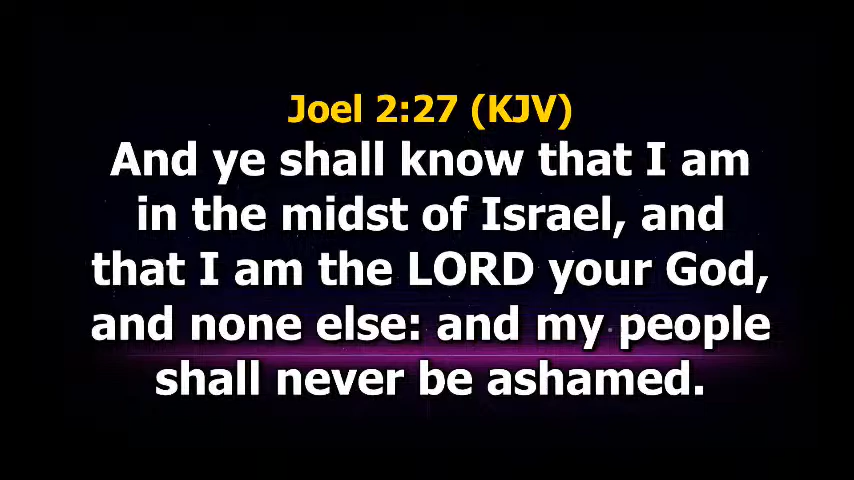 Joel 2:27 (KJV)
And ye shall know that I am
in the midst of Israel, and
that I am the LORD your God,
and none else: and my people
shall never be ashamed.